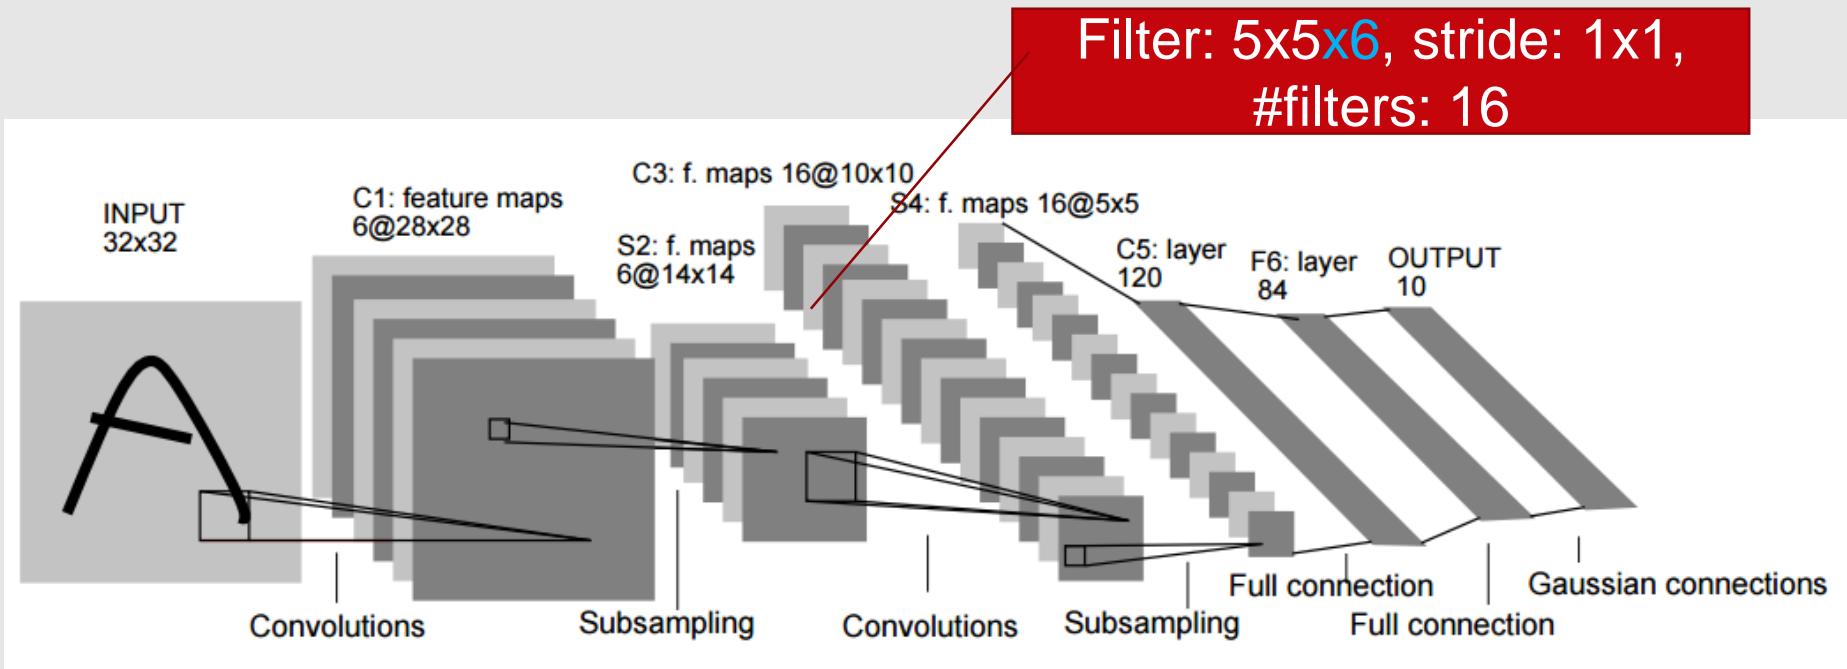 Filter: 5x5x6, stride: 1x1,
#filters: 16
INPUT
32x32
C1: feature maps
6@28x28
S2: f. maps
6@14x14
C3: f. maps 16@10x10
S4: f. maps 16@5x5
C5: layer
120
F6: layer
84
OUTPUT
10
Convolutions
Subsampling
Convolutions
Subsampling
Full connection
Full connection
Gaussian connections